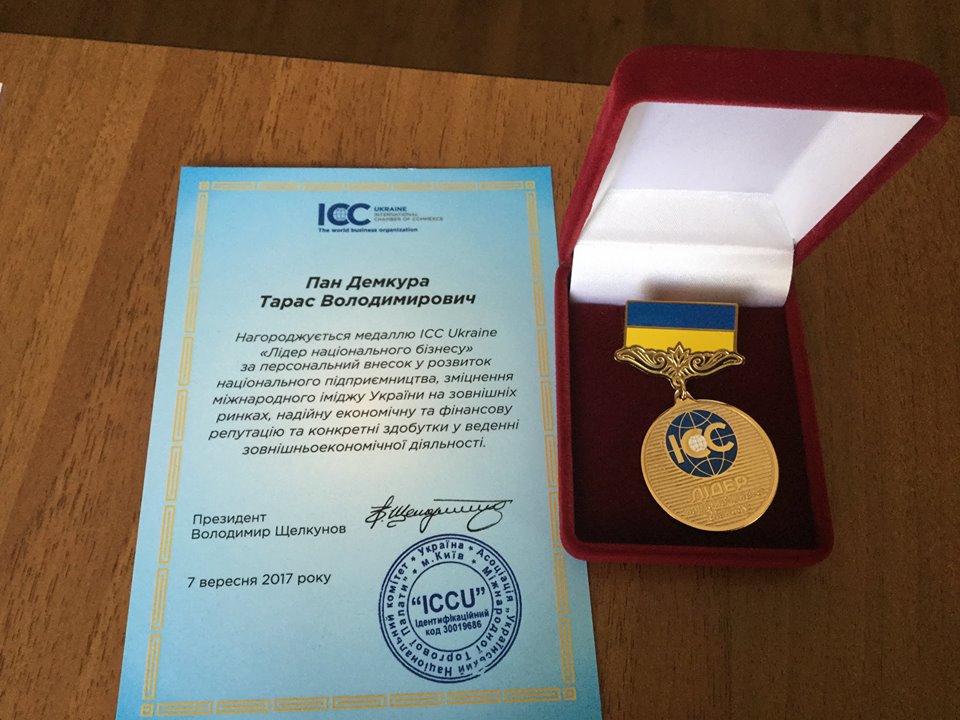 ICC UKRAINE
INTERNATIONAL
CHAMBER OF COMMERCE
The world business organization
Пан Демкура
Тарас Володимирович
Нагороджується медаллю ICC Ukraine
«Лідер національного бізнесу»
за персональний внесок у розвиток
національного підприємництва, зміцнення
міжнародного іміджу України на зовнішніх
ринках, надійну економічну та фінансову
репутацію та конкретні здобутки у веденні
зовнішньоекономічної діяльності.
Президент
Володимир Щелкунов
7 вересня 2017 року
Україна * Асоціація „Український Національний комітет
Міжнародної Торгової Палати" * м.Київ *
"ICCU"
Ідентифікаційний
код 30019686
ICC
ЛІДЕР